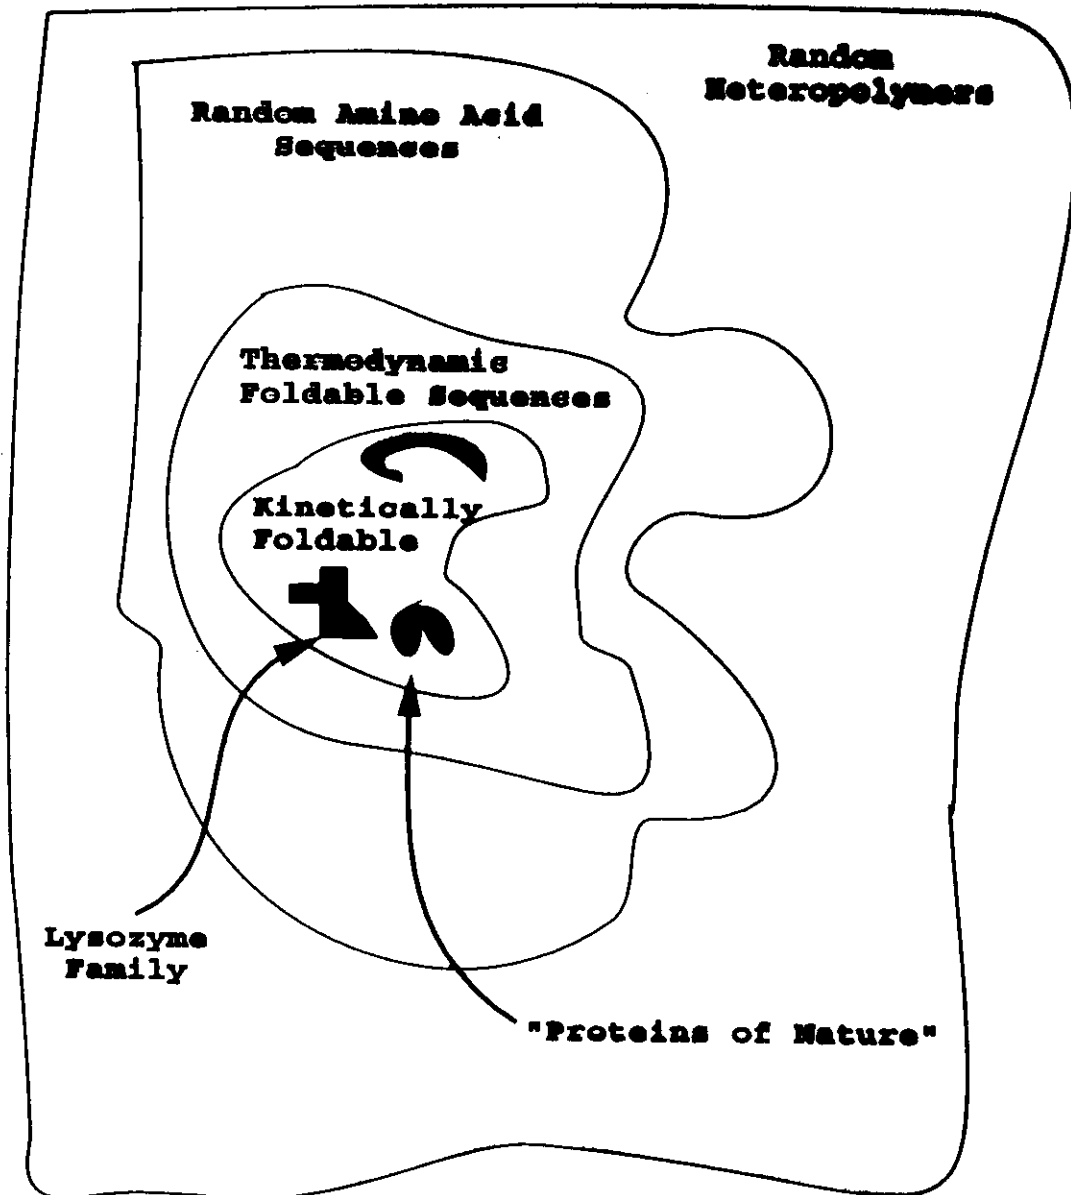 Random
Heteropolymers
Random Amino Acid
Sequences
Thermodynamic
Foldable Sequences
Kinetically
Foldable
Lysozyme
Family
"Proteins of Nature"